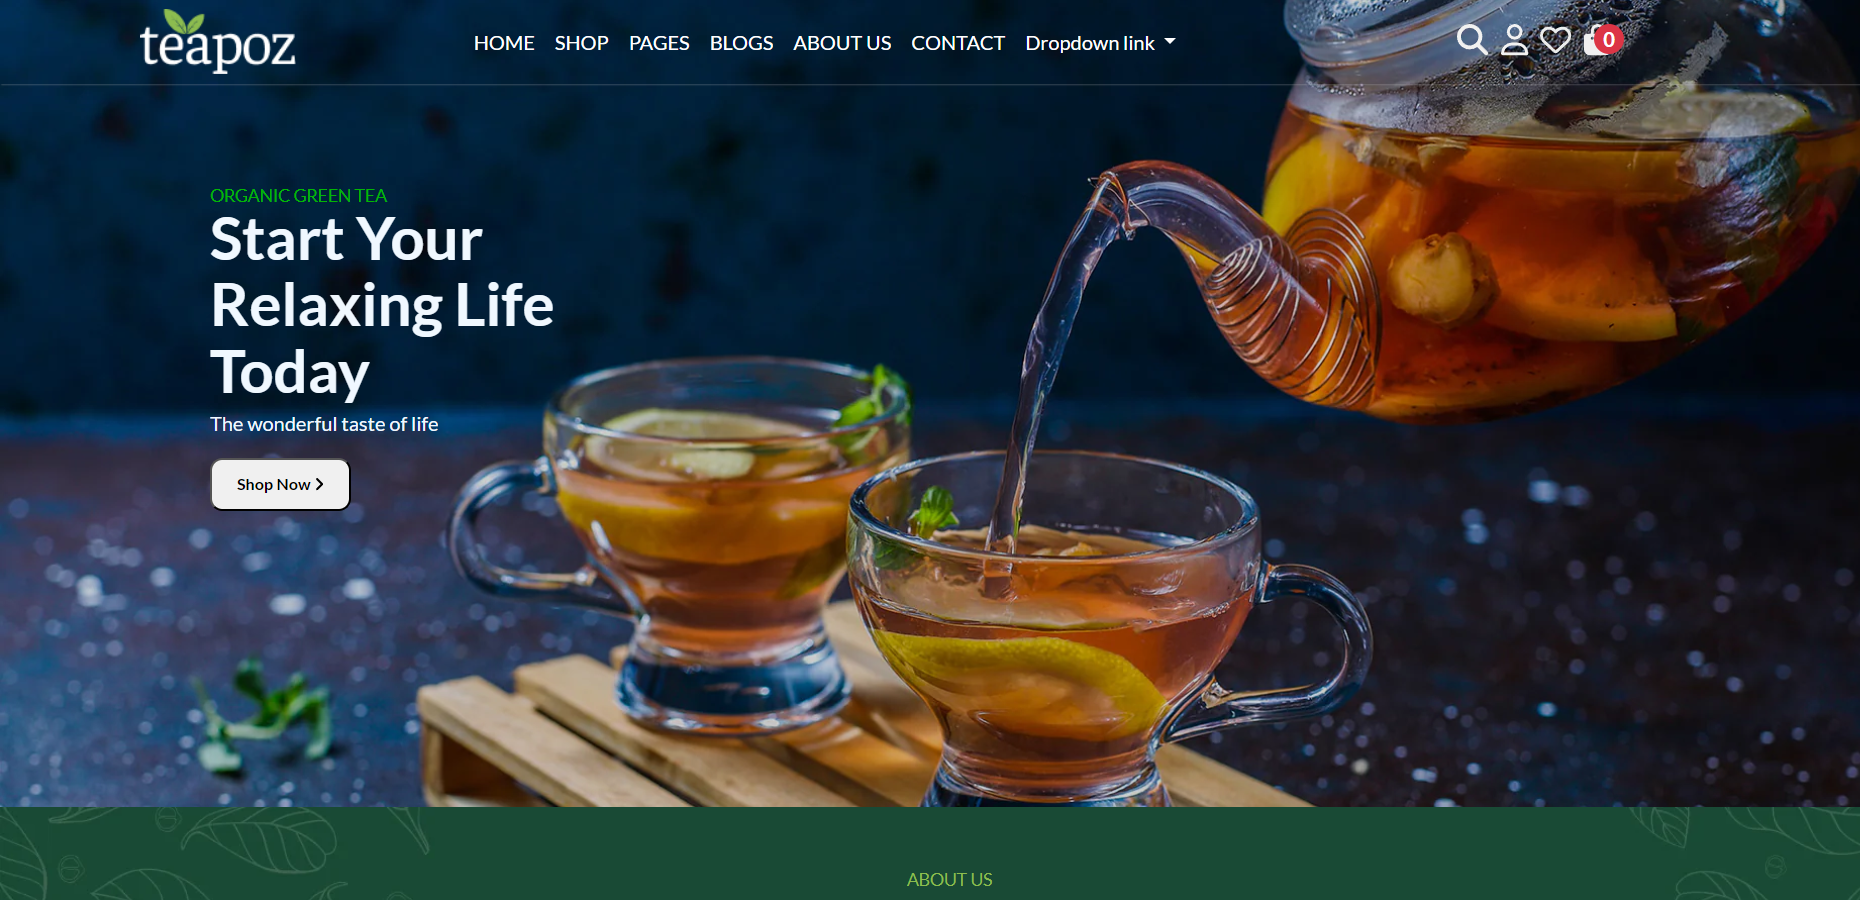 teapoz
HOME SHOP PAGES BLOGS ABOUT US CONTACT Dropdown link
0
ORGANIC GREEN TEA
Start Your
Relaxing Life
Today
The wonderful taste of life
Shop Now
ABOUT US